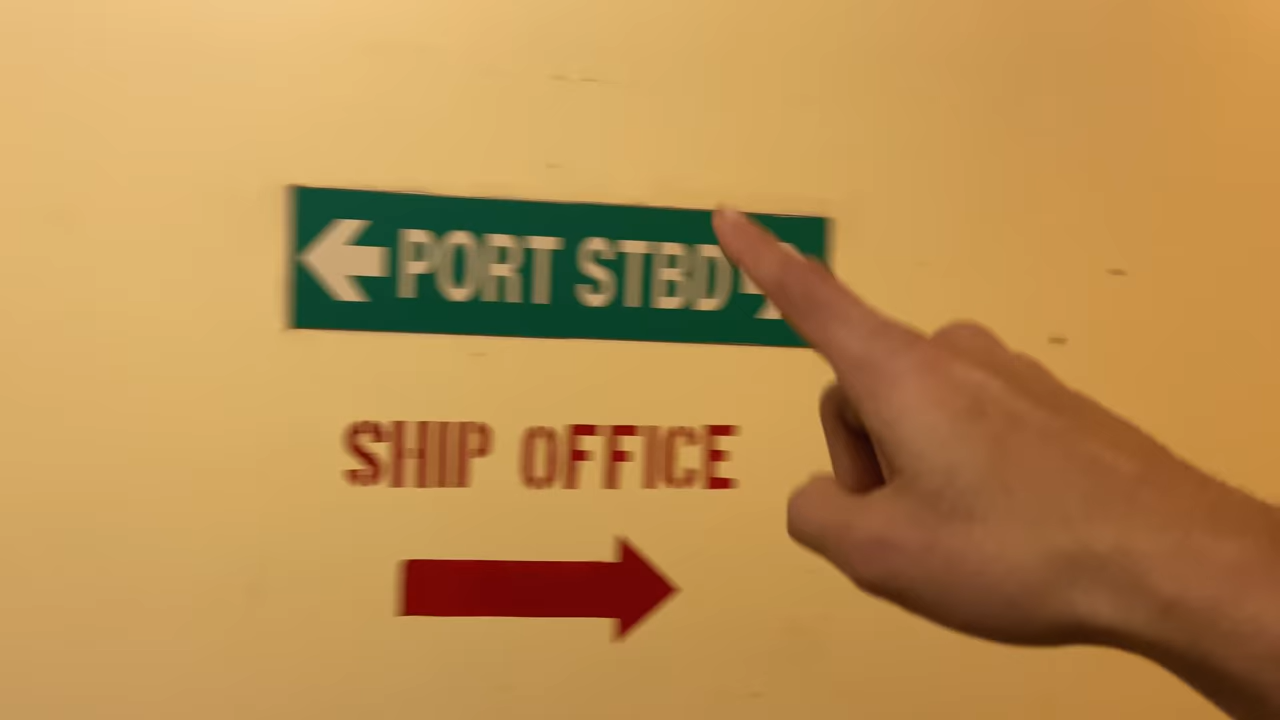 ← PORT STBD →
SHIP OFFICE